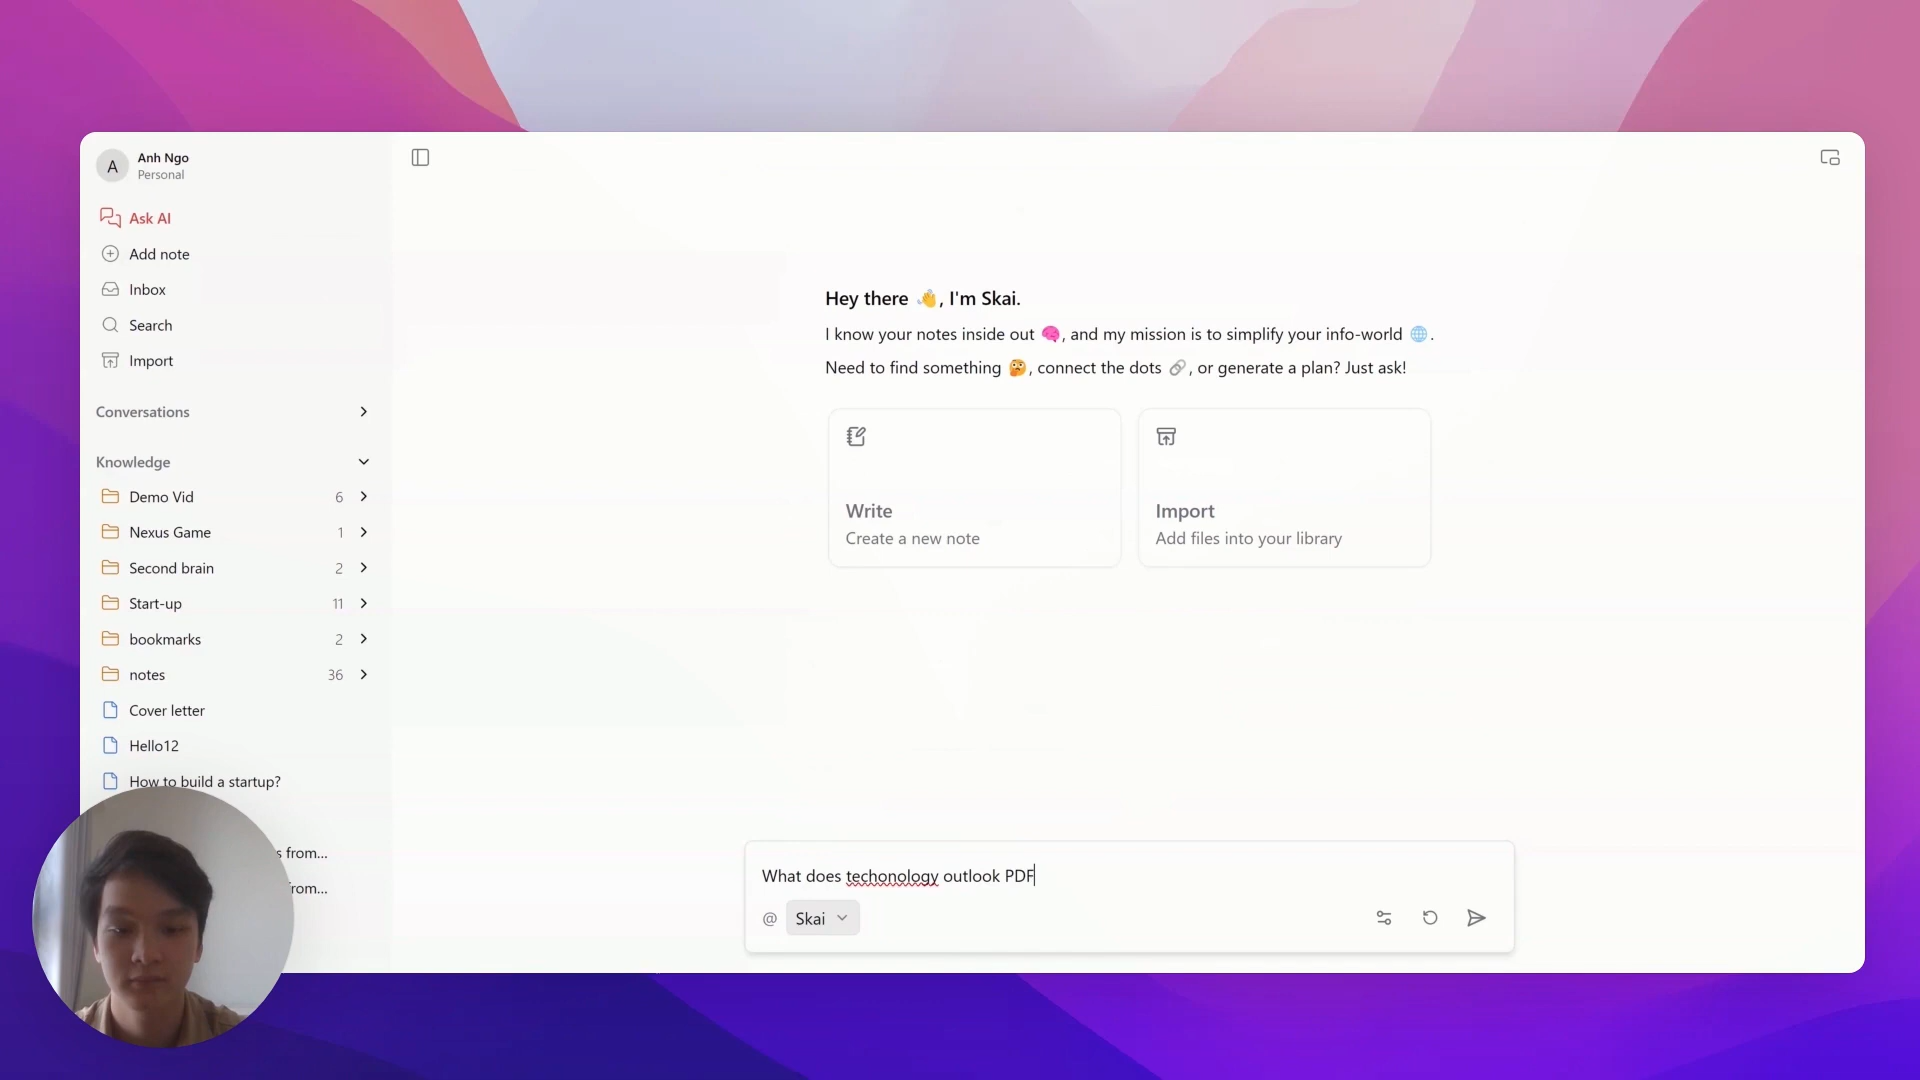 A
Anh Ngo
Personal
Ask AI
Add note
Inbox
Search
Import
Conversations
Knowledge
Demo Vid 6
Nexus Game 1
Second brain 2
Start-up 11
bookmarks 2
notes 36
Cover letter
Hello12
How to build a startup?
s from...
from...
Hey there 👋, I'm Skai.
I know your notes inside out 🧠, and my mission is to simplify your info-world 🌐.
Need to find something 🤔, connect the dots 🔗, or generate a plan? Just ask!
Write
Create a new note
Import
Add files into your library
What does techonology outlook PDF
@ Skai